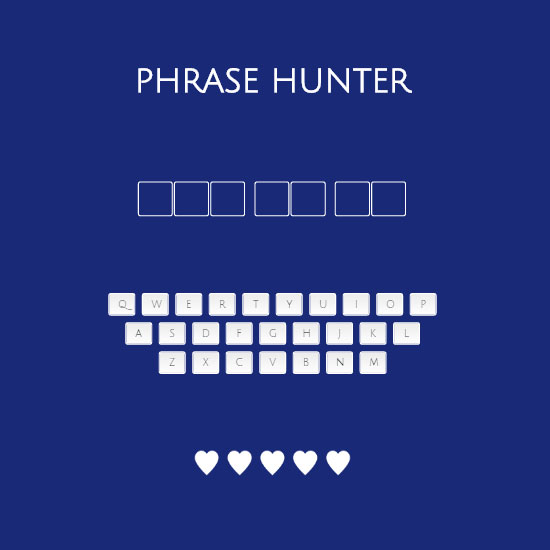 PHRASE HUNTER
Q W E R T Y U I O P
A S D F G H J K L
Z X C V B N M